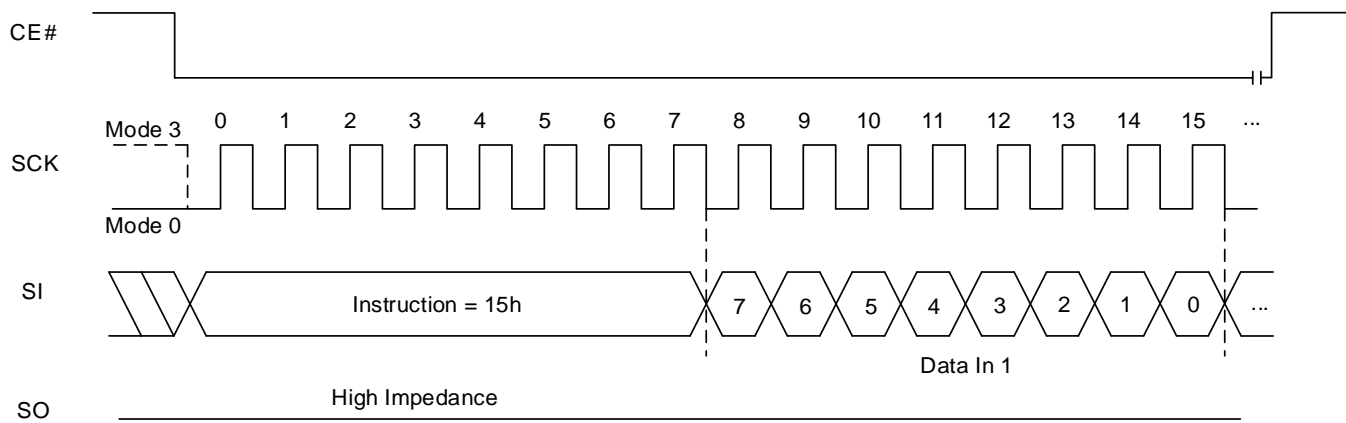 CE#
Mode 3 0 1 2 3 4 5 6 7 8 9 10 11 12 13 14 15 ...
SCK
Mode 0
SI Instruction = 15h 7 6 5 4 3 2 1 0 ...
Data In 1
High Impedance
SO